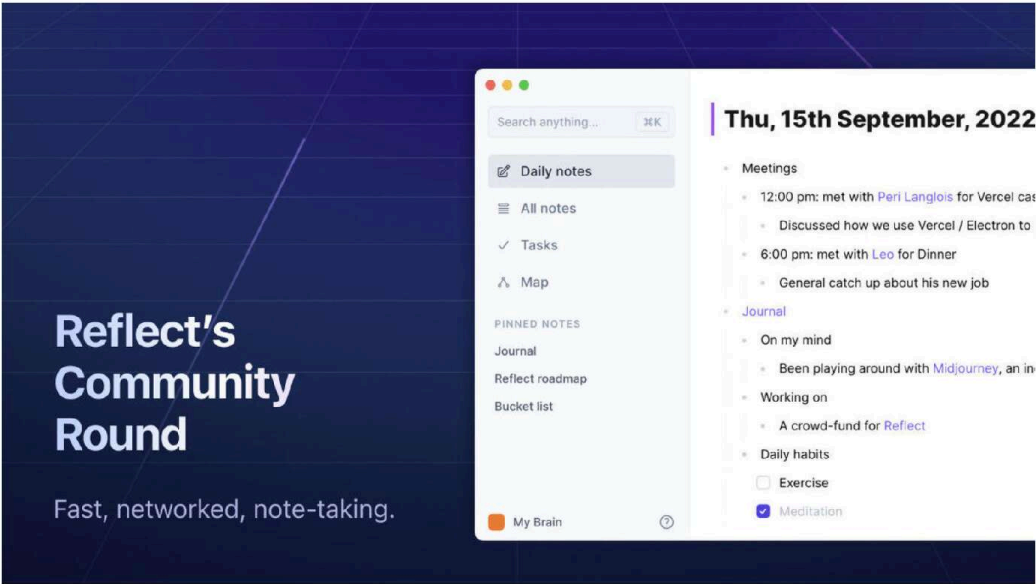 Reflect's
Community
Round
Fast, networked, note-taking.
Search anything...
⌘K
Daily notes
All notes
Tasks
Map
PINNED NOTES
Journal
Reflect roadmap
Bucket list
My Brain
Thu, 15th September, 2022
Meetings
12:00 pm: met with Peri Langlois for Vercel cas
Discussed how we use Vercel / Electron to
6:00 pm: met with Leo for Dinner
General catch up about his new job
Journal
On my mind
Been playing around with Midjourney, an in
Working on
A crowd-fund for Reflect
Daily habits
Exercise
Meditation